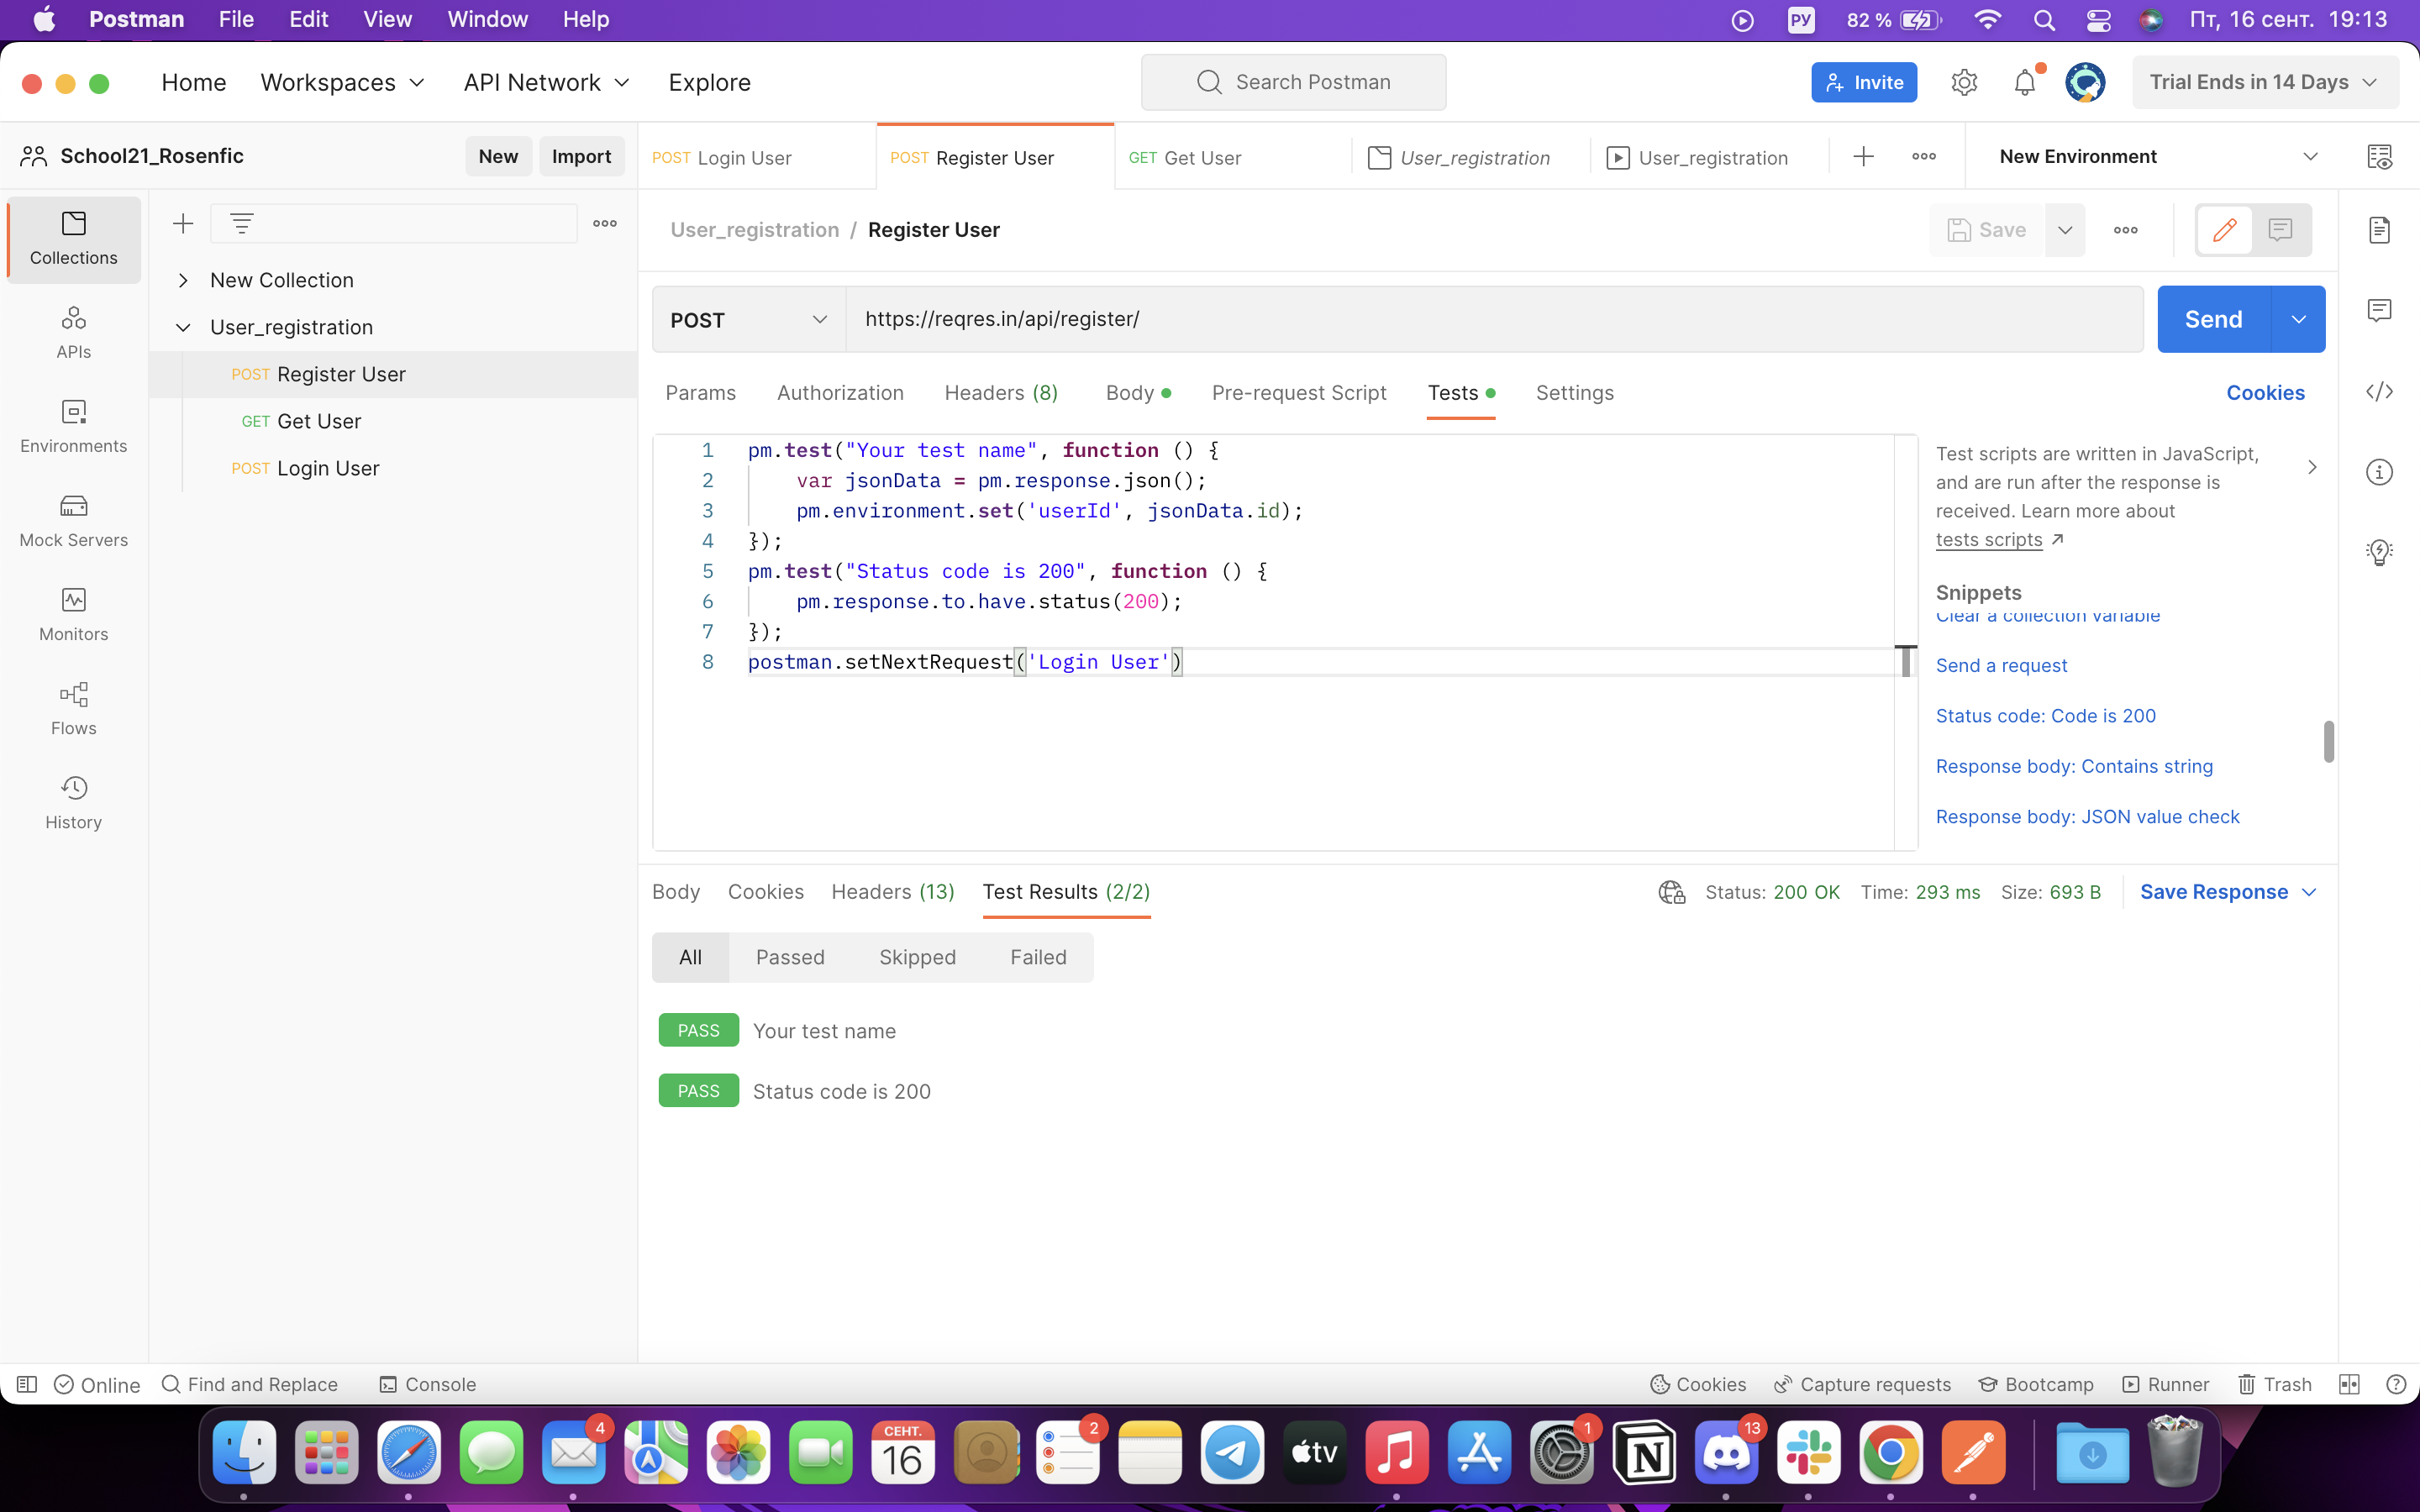 Postman File Edit View Window Help РУ 82 % Пт, 16 сент. 19:13
Home Workspaces API Network Explore Search Postman Invite Trial Ends in 14 Days
School21_Rosenfic New Import POST Login User POST Register User GET Get User User_registration User_registration New Environment
Collections
APIs
Environments
Mock Servers
Monitors
Flows
History
New Collection
User_registration
POST Register User
GET Get User
POST Login User
User_registration / Register User Save
POST https://reqres.in/api/register/ Send
Params Authorization Headers (8) Body Pre-request Script Tests Settings Cookies
1 pm.test("Your test name", function () {
2 var jsonData = pm.response.json();
3 pm.environment.set('userId', jsonData.id);
4 });
5 pm.test("Status code is 200", function () {
6 pm.response.to.have.status(200);
7 });
8 postman.setNextRequest('Login User')
Test scripts are written in JavaScript,
and are run after the response is
received. Learn more about
tests scripts
Snippets
Clear a collection variable
Send a request
Status code: Code is 200
Response body: Contains string
Response body: JSON value check
Body Cookies Headers (13) Test Results (2/2) Status: 200 OK Time: 293 ms Size: 693 B Save Response
All Passed Skipped Failed
PASS Your test name
PASS Status code is 200
Online Find and Replace Console Cookies Capture requests Bootcamp Runner Trash
4 СЕНТ. 16 2 tv 1 N 13